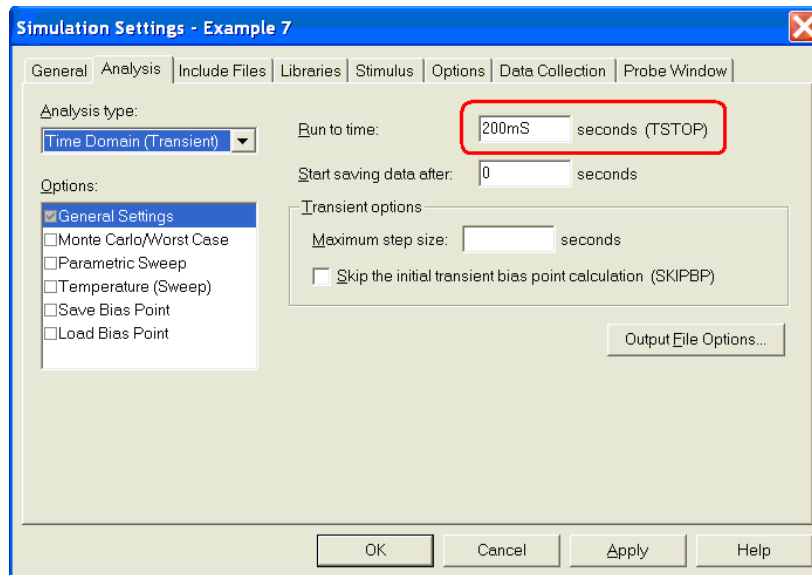 Simulation Settings - Example 7
General Analysis Include Files Libraries Stimulus Options Data Collection Probe Window
Analysis type:
Time Domain (Transient)
Options:
General Settings
Monte Carlo/Worst Case
Parametric Sweep
Temperature (Sweep)
Save Bias Point
Load Bias Point
Run to time: 200mS seconds (TSTOP)
Start saving data after: 0 seconds
Transient options
Maximum step size: seconds
Skip the initial transient bias point calculation (SKIPBP)
Output File Options...
OK Cancel Apply Help